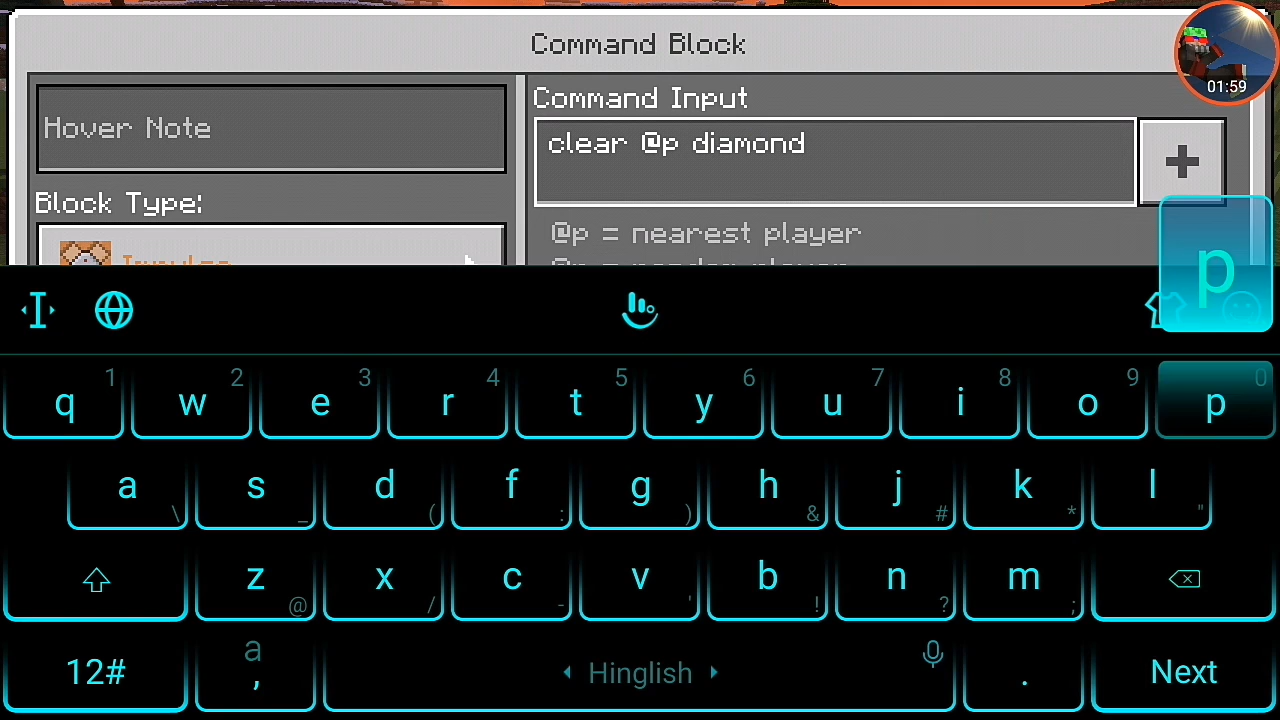 Command Block
01:59
Hover Note
Command Input
clear @p diamond
Block Type:
@p = nearest player
p
1 2 3 4 5 6 7 8 9 0
q w e r t y u i o p
a s d f g h j k l
\ _ ( : ) & # * "
z x c v b n m
@ / - ' ! ? ;
12# a , Hinglish . Next